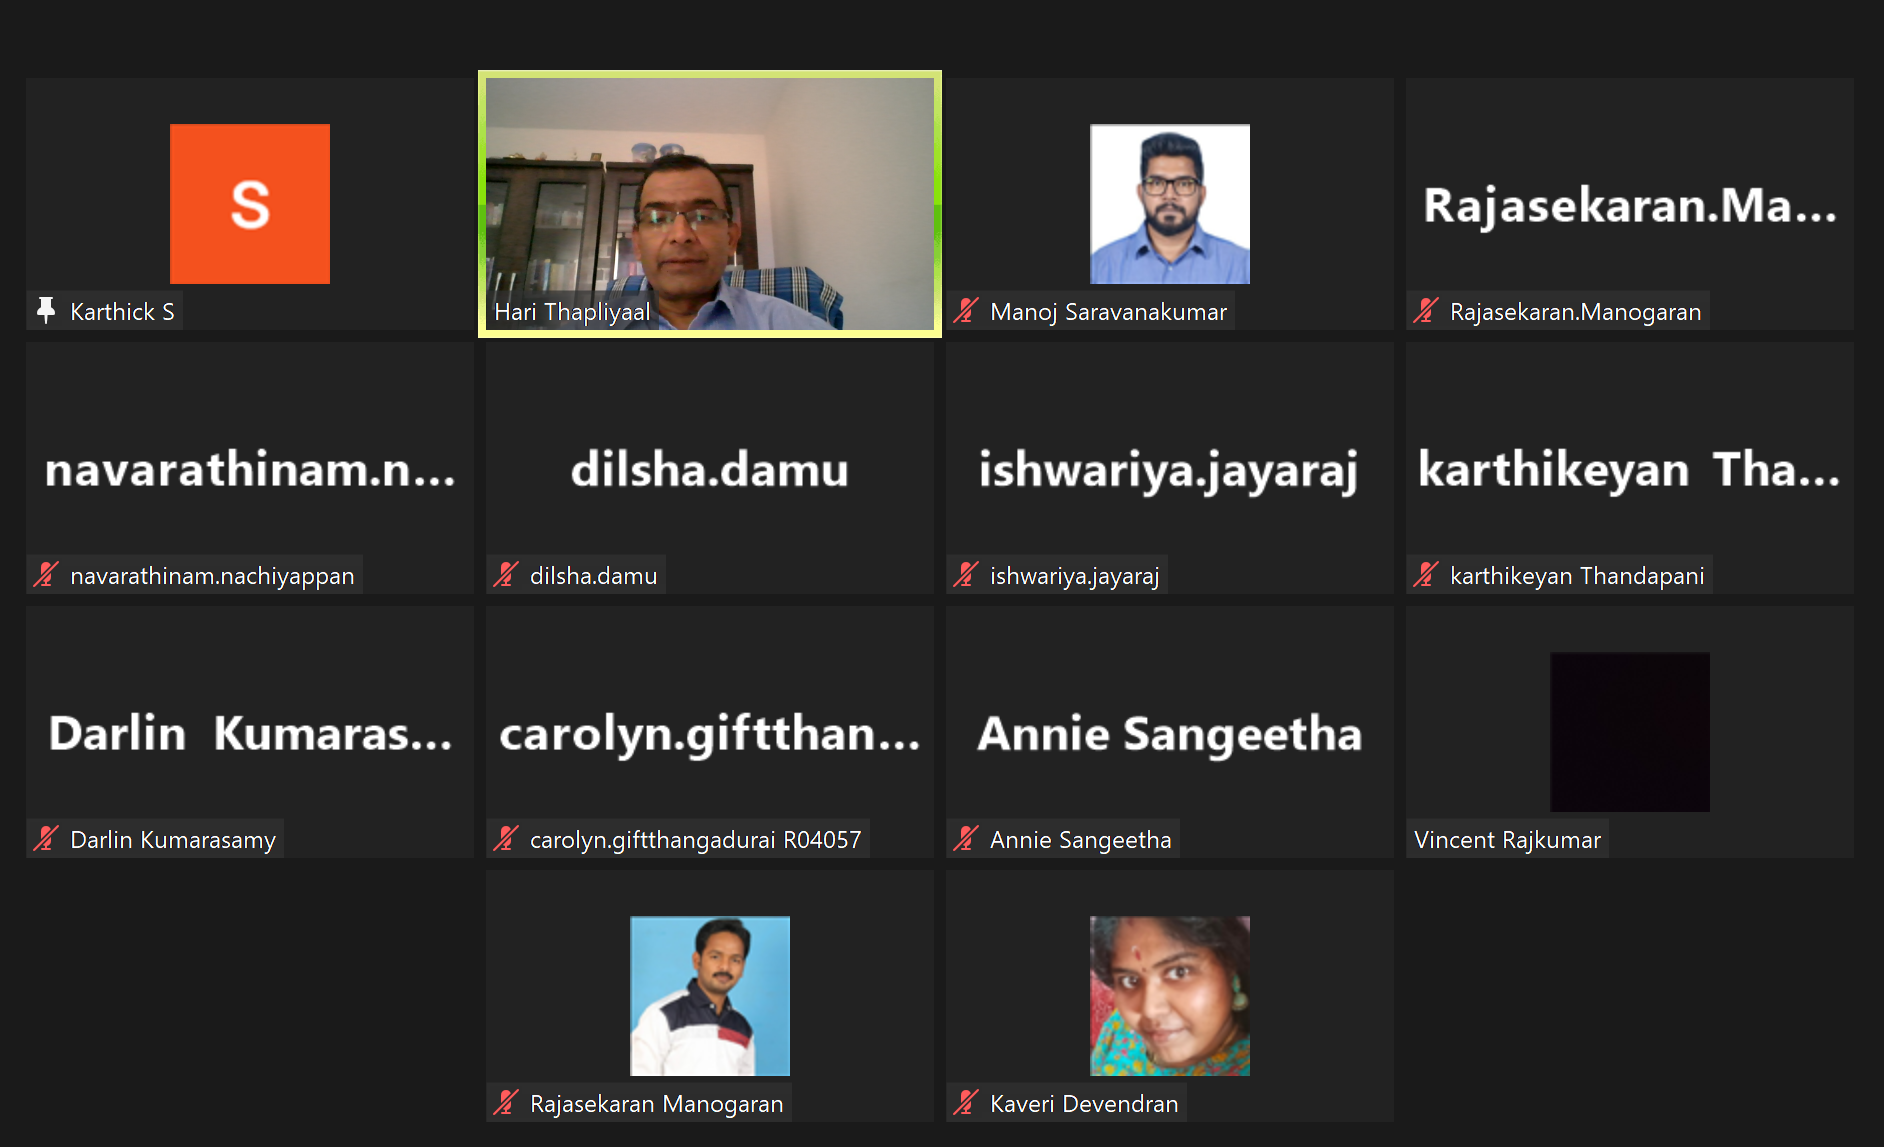 S
Karthick S
Hari Thapliyaal
Manoj Saravanakumar
Rajasekaran.Ma...
Rajasekaran.Manogaran
navarathinam.n...
navarathinam.nachiyappan
dilsha.damu
dilsha.damu
ishwariya.jayaraj
ishwariya.jayaraj
karthikeyan Tha...
karthikeyan Thandapani
Darlin Kumaras...
Darlin Kumarasamy
carolyn.giftthan...
carolyn.giftthangadurai R04057
Annie Sangeetha
Annie Sangeetha
Vincent Rajkumar
Rajasekaran Manogaran
Kaveri Devendran